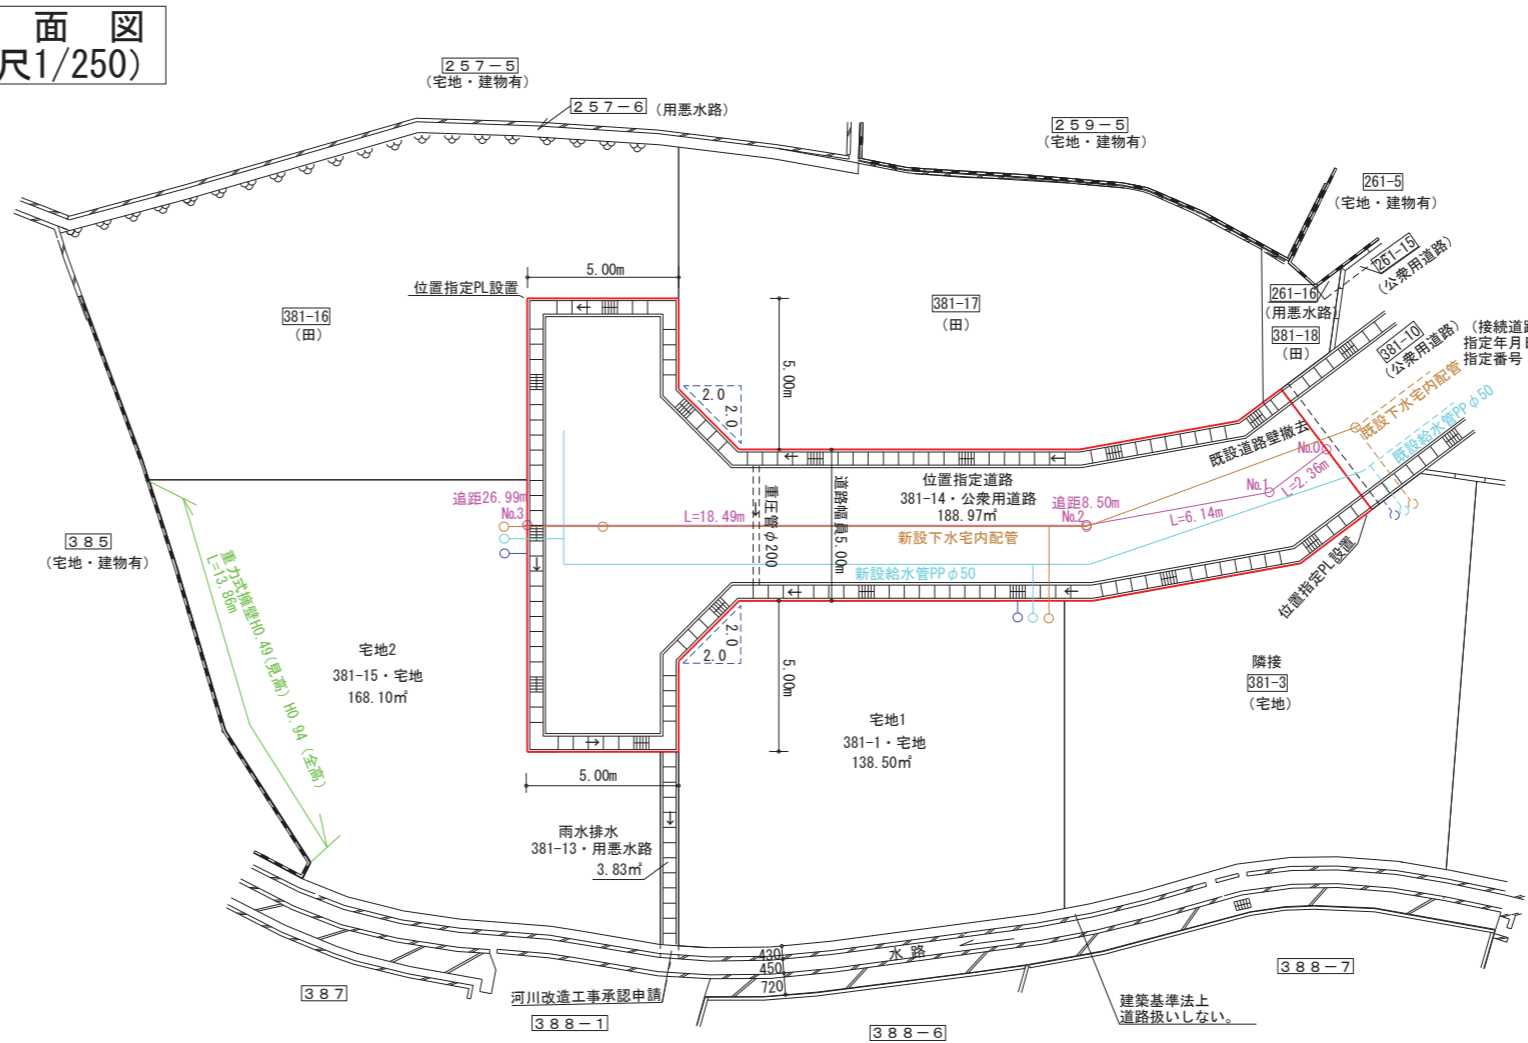 面 図
尺1/250)
257-5
(宅地・建物有)
257-6 (用悪水路)
259-5
(宅地・建物有)
261-5
(宅地・建物有)
261-15
(公衆用道路)
261-16
(用悪水路)
381-18
(田)
381-10
(公衆用道路)
(接続道路
指定年月日
指定番号
位置指定PL設置
5.00m
381-16
(田)
381-17
(田)
5.00m
2.0
2.0
既設下水宅内配管
既設給水管PPφ50
既設道路壁撤去
No.0
No.1
L=2.36m
追距26.99m
No.3
L=18.49m
重圧管φ200
道路幅員5.00m
位置指定道路
381-14・公衆用道路
188.97㎡
追距8.50m
No.2
L=6.14m
新設下水宅内配管
新設給水管PPφ50
位置指定PL設置
385
(宅地・建物有)
重力式擁壁H0.49(見高) H0.94 (全高)
L=13.86m
宅地2
381-15・宅地
168.10㎡
2.0
2.0
5.00m
5.00m
宅地1
381-1・宅地
138.50㎡
隣接
381-3
(宅地)
雨水排水
381-13・用悪水路
3.83㎡
430
450
720
水 路
387
河川改造工事承認申請
388-1
388-6
388-7
建築基準法上
道路扱いしない。